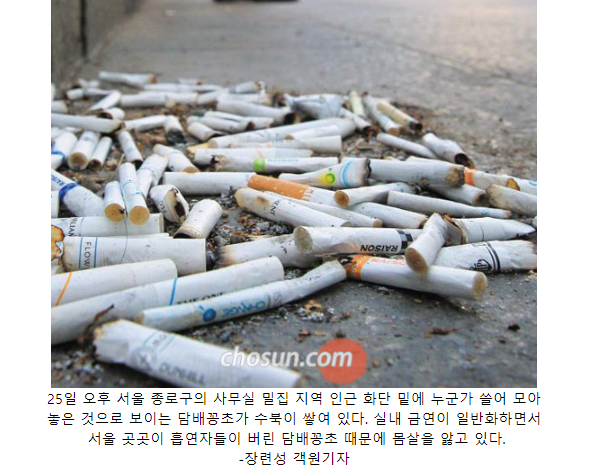 RAISON
FLOW
DUNHILL
chosun.com
25일 오후 서울 종로구의 사무실 밀집 지역 인근 화단 밑에 누군가 쓸어 모아
놓은 것으로 보이는 담배꽁초가 수북이 쌓여 있다. 실내 금연이 일반화하면서
서울 곳곳이 흡연자들이 버린 담배꽁초 때문에 몸살을 앓고 있다.
-장련성 객원기자